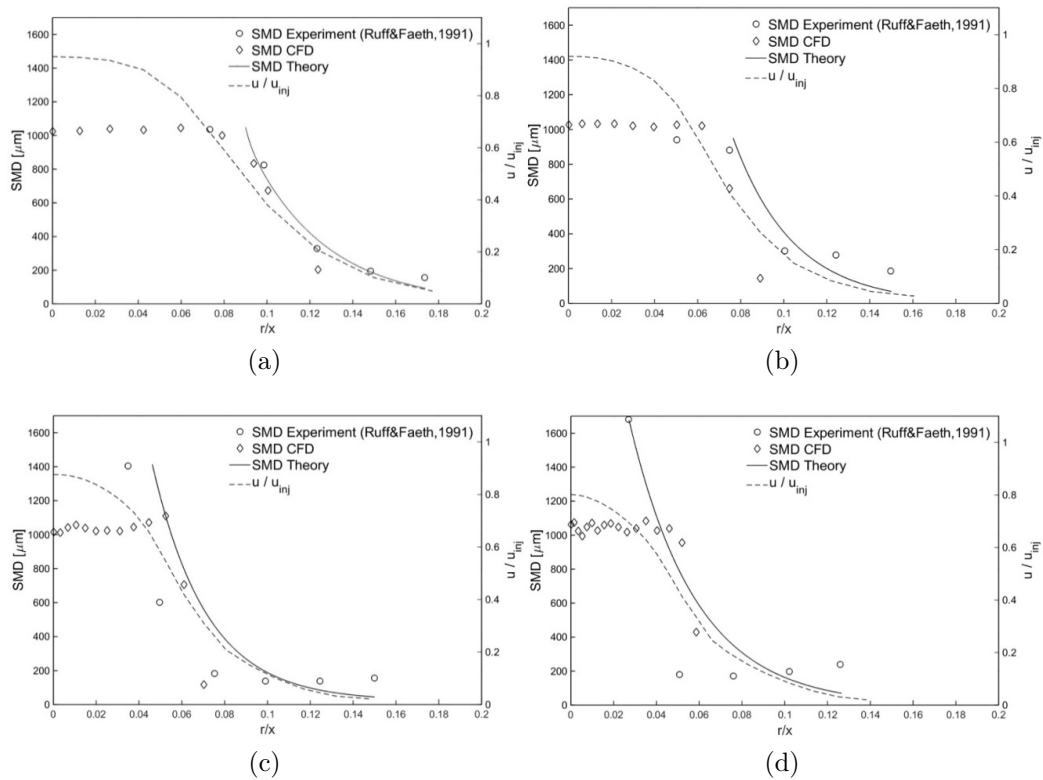 SMD Experiment (Ruff&Faeth,1991)
SMD CFD
SMD Theory
u / u_inj
1600
1400
1200
1000
800
600
400
200
0
SMD [μm]
1
0.8
0.6
0.4
0.2
0
u / u_inj
0 0.02 0.04 0.06 0.08 0.1 0.12 0.14 0.16 0.18 0.2
r/x
(a)
SMD Experiment (Ruff&Faeth,1991)
SMD CFD
SMD Theory
u / u_inj
1600
1400
1200
1000
800
600
400
200
0
SMD [μm]
1
0.8
0.6
0.4
0.2
0
u / u_inj
0 0.02 0.04 0.06 0.08 0.1 0.12 0.14 0.16 0.18 0.2
r/x
(b)
SMD Experiment (Ruff&Faeth,1991)
SMD CFD
SMD Theory
u / u_inj
1600
1400
1200
1000
800
600
400
200
0
SMD [μm]
1
0.8
0.6
0.4
0.2
0
u / u_inj
0 0.02 0.04 0.06 0.08 0.1 0.12 0.14 0.16 0.18 0.2
r/x
(c)
SMD Experiment (Ruff&Faeth,1991)
SMD CFD
SMD Theory
u / u_inj
1600
1400
1200
1000
800
600
400
200
0
SMD [μm]
1
0.8
0.6
0.4
0.2
0
u / u_inj
0 0.02 0.04 0.06 0.08 0.1 0.12 0.14 0.16 0.18 0.2
r/x
(d)